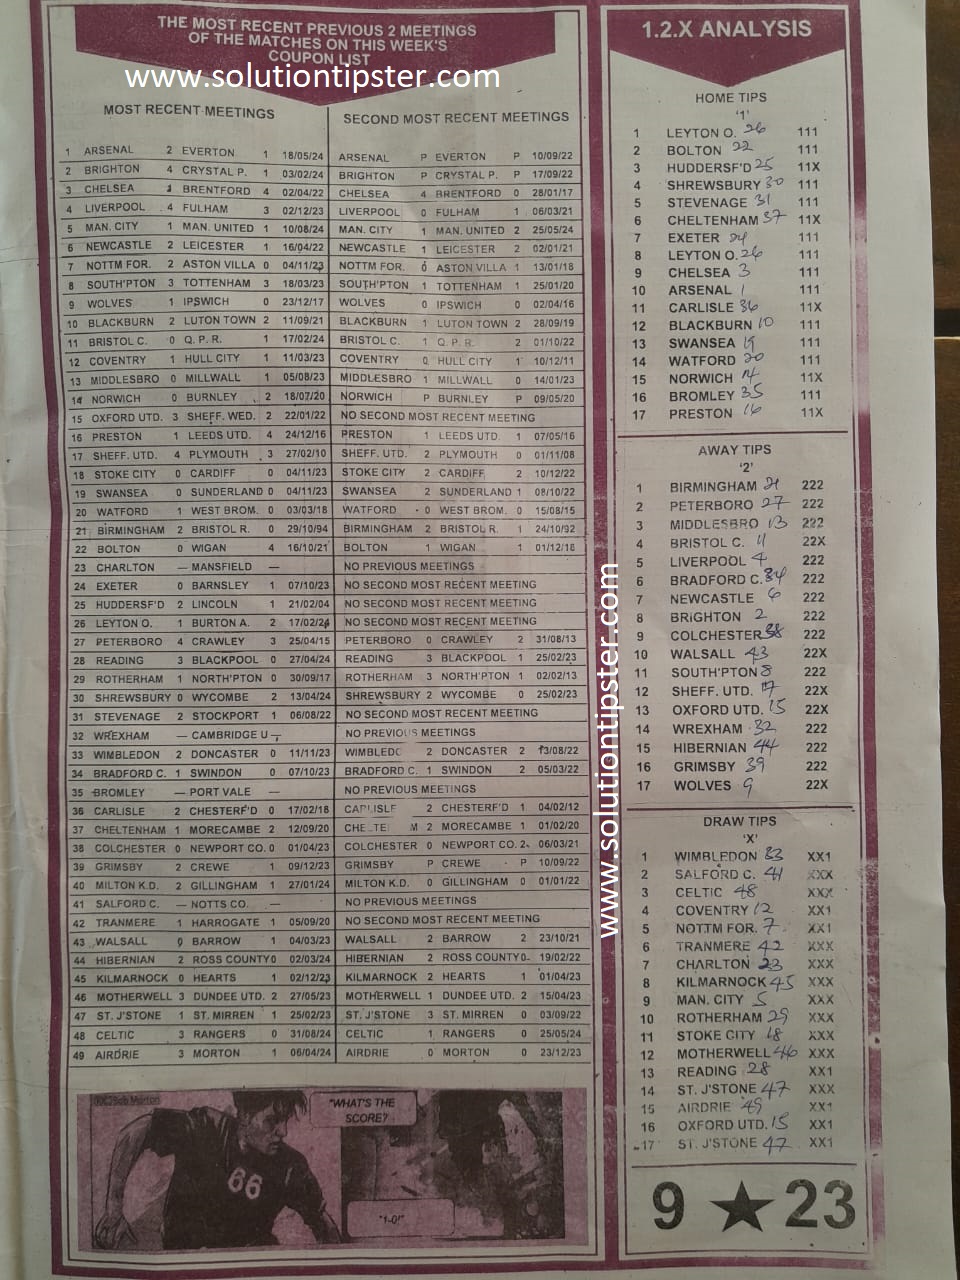 THE MOST RECENT PREVIOUS 2 MEETINGS
OF THE MATCHES ON THIS WEEK'S
COUPON LIST
www.solutiontipster.com
MOST RECENT MEETINGS
1 ARSENAL 2 EVERTON 1 18/05/24
2 BRIGHTON 4 CRYSTAL P. 1 03/02/24
3 CHELSEA 1 BRENTFORD 4 02/04/22
4 LIVERPOOL 4 FULHAM 3 02/12/23
5 MAN. CITY 1 MAN. UNITED 1 10/08/24
6 NEWCASTLE 2 LEICESTER 1 16/04/22
7 NOTTM FOR. 2 ASTON VILLA 0 04/11/23
8 SOUTH'PTON 3 TOTTENHAM 3 18/03/23
9 WOLVES 1 IPSWICH 0 23/12/17
10 BLACKBURN 2 LUTON TOWN 2 11/09/21
11 BRISTOL C. 0 Q. P. R. 1 17/02/24
12 COVENTRY 1 HULL CITY 1 11/03/23
13 MIDDLESBRO 0 MILLWALL 1 05/08/23
14 NORWICH 0 BURNLEY 2 18/07/20
15 OXFORD UTD. 3 SHEFF. WED. 2 22/01/22
16 PRESTON 1 LEEDS UTD. 4 24/12/16
17 SHEFF. UTD. 4 PLYMOUTH 3 27/02/10
18 STOKE CITY 0 CARDIFF 0 04/11/23
19 SWANSEA 0 SUNDERLAND 0 04/11/23
20 WATFORD 1 WEST BROM. 0 03/03/18
21 BIRMINGHAM 2 BRISTOL R. 0 29/10/94
22 BOLTON 0 WIGAN 4 16/10/21
23 CHARLTON — MANSFIELD —
24 EXETER 0 BARNSLEY 1 07/10/23
25 HUDDERSF'D 2 LINCOLN 1 21/02/04
26 LEYTON O. 1 BURTON A. 2 17/02/24
27 PETERBORO 4 CRAWLEY 3 25/04/15
28 READING 3 BLACKPOOL 0 27/04/24
29 ROTHERHAM 1 NORTH'PTON 0 30/09/17
30 SHREWSBURY 0 WYCOMBE 2 13/04/24
31 STEVENAGE 2 STOCKPORT 1 06/08/22
32 WREXHAM — CAMBRIDGE U —
33 WIMBLEDON 2 DONCASTER 0 11/11/23
34 BRADFORD C. 1 SWINDON 0 07/10/23
35 BROMLEY — PORT VALE —
36 CARLISLE 2 CHESTERF'D 0 17/02/18
37 CHELTENHAM 1 MORECAMBE 2 12/09/20
38 COLCHESTER 0 NEWPORT CO. 0 01/04/23
39 GRIMSBY 2 CREWE 1 09/12/23
40 MILTON K.D. 2 GILLINGHAM 1 27/01/24
41 SALFORD C. — NOTTS CO. —
42 TRANMERE 1 HARROGATE 1 05/09/20
43 WALSALL 0 BARROW 1 04/03/23
44 HIBERNIAN 2 ROSS COUNTY 0 02/03/24
45 KILMARNOCK 0 HEARTS 1 02/12/23
46 MOTHERWELL 3 DUNDEE UTD. 2 27/05/23
47 ST. J'STONE 1 ST. MIRREN 1 25/02/23
48 CELTIC 3 RANGERS 0 31/08/24
49 AIRDRIE 3 MORTON 1 06/04/24
SECOND MOST RECENT MEETINGS
ARSENAL P EVERTON P 10/09/22
BRIGHTON P CRYSTAL P. P 17/09/22
CHELSEA 4 BRENTFORD 0 28/01/17
LIVERPOOL 0 FULHAM 1 06/03/21
MAN. CITY 1 MAN. UNITED 2 25/05/24
NEWCASTLE 1 LEICESTER 2 02/01/21
NOTTM FOR. 0 ASTON VILLA 1 13/01/18
SOUTH'PTON 1 TOTTENHAM 1 25/01/20
WOLVES 0 IPSWICH 0 02/04/16
BLACKBURN 1 LUTON TOWN 2 28/09/19
BRISTOL C. 1 Q. P. R. 2 01/10/22
COVENTRY 0 HULL CITY 1 10/12/11
MIDDLESBRO 1 MILLWALL 0 14/01/23
NORWICH P BURNLEY P 09/05/20
NO SECOND MOST RECENT MEETING
PRESTON 1 LEEDS UTD. 1 07/05/16
SHEFF. UTD. 2 PLYMOUTH 0 01/11/08
STOKE CITY 2 CARDIFF 2 10/12/22
SWANSEA 2 SUNDERLAND 1 08/10/22
WATFORD 0 WEST BROM. 0 15/08/15
BIRMINGHAM 2 BRISTOL R. 1 24/10/92
BOLTON 1 WIGAN 1 01/12/18
NO PREVIOUS MEETINGS
NO SECOND MOST RECENT MEETING
NO SECOND MOST RECENT MEETING
NO SECOND MOST RECENT MEETING
PETERBORO 0 CRAWLEY 2 31/08/13
READING 3 BLACKPOOL 1 25/02/23
ROTHERHAM 3 NORTH'PTON 1 02/02/13
SHREWSBURY 2 WYCOMBE 0 25/02/23
NO SECOND MOST RECENT MEETING
NO PREVIOUS MEETINGS
WIMBLED 2 DONCASTER 2 13/08/22
BRADFORD C. 1 SWINDON 2 05/03/22
NO PREVIOUS MEETINGS
CARLISLE 2 CHESTERF'D 1 04/02/12
M 2 MORECAMBE 1 01/02/20
COLCHESTER 0 NEWPORT CO. 2 06/03/21
GRIMSBY P CREWE P 10/09/22
MILTON K.D. 0 GILLINGHAM 0 01/01/22
NO PREVIOUS MEETINGS
NO SECOND MOST RECENT MEETING
WALSALL 2 BARROW 2 23/10/21
HIBERNIAN 2 ROSS COUNTY 0 19/02/22
KILMARNOCK 2 HEARTS 1 01/04/23
MOTHERWELL 1 DUNDEE UTD. 2 15/04/23
ST. J'STONE 3 ST. MIRREN 0 03/09/22
CELTIC 1 RANGERS 0 25/05/24
AIRDRIE 0 MORTON 0 23/12/23
"WHAT'S THE
SCORE?
66
"1-0!"
1.2.X ANALYSIS
HOME TIPS
'1'
1 LEYTON O. 26 111
2 BOLTON 22 111
3 HUDDERSF'D 25 11X
4 SHREWSBURY 30 111
5 STEVENAGE 31 111
6 CHELTENHAM 37 11X
7 EXETER 24 111
8 LEYTON O. 26 111
9 CHELSEA 3 111
10 ARSENAL 1 111
11 CARLISLE 36 11X
12 BLACKBURN 10 111
13 SWANSEA 19 111
14 WATFORD 20 111
15 NORWICH 14 11X
16 BROMLEY 35 111
17 PRESTON 16 11X
AWAY TIPS
'2'
1 BIRMINGHAM 21 222
2 PETERBORO 27 222
3 MIDDLESBRO 13 222
4 BRISTOL C. 11 22X
5 LIVERPOOL 4 222
6 BRADFORD C. 34 222
7 NEWCASTLE 6 222
8 BRIGHTON 2 222
9 COLCHESTER 38 222
10 WALSALL 43 22X
11 SOUTH'PTON 8 222
12 SHEFF. UTD. 17 22X
13 OXFORD UTD. 15 22X
14 WREXHAM 32 222
15 HIBERNIAN 44 222
16 GRIMSBY 39 222
17 WOLVES 9 22X
DRAW TIPS
'X'
1 WIMBLEDON 33 XX1
2 SALFORD C. 41 XXX
3 CELTIC 48 XXX
4 COVENTRY 12 XX1
5 NOTTM FOR. 7 XX1
6 TRANMERE 42 XXX
7 CHARLTON 23 XXX
8 KILMARNOCK 45 XXX
9 MAN. CITY 5 XXX
10 ROTHERHAM 29 XXX
11 STOKE CITY 18 XXX
12 MOTHERWELL 46 XXX
13 READING 28 XX1
14 ST. J'STONE 47 XXX
15 AIRDRIE 49 XX1
16 OXFORD UTD. 15 XX1
17 ST. J'STONE 47 XX1
9 ★ 23
www.solutiontipster.com